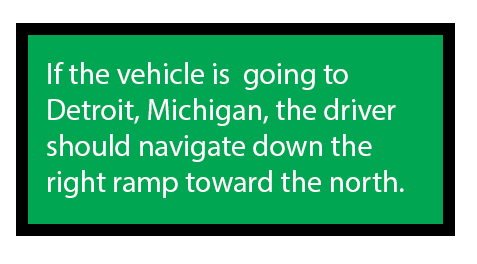 If the vehicle is  going to
Detroit, Michigan, the driver
should navigate down the
right ramp toward the north.